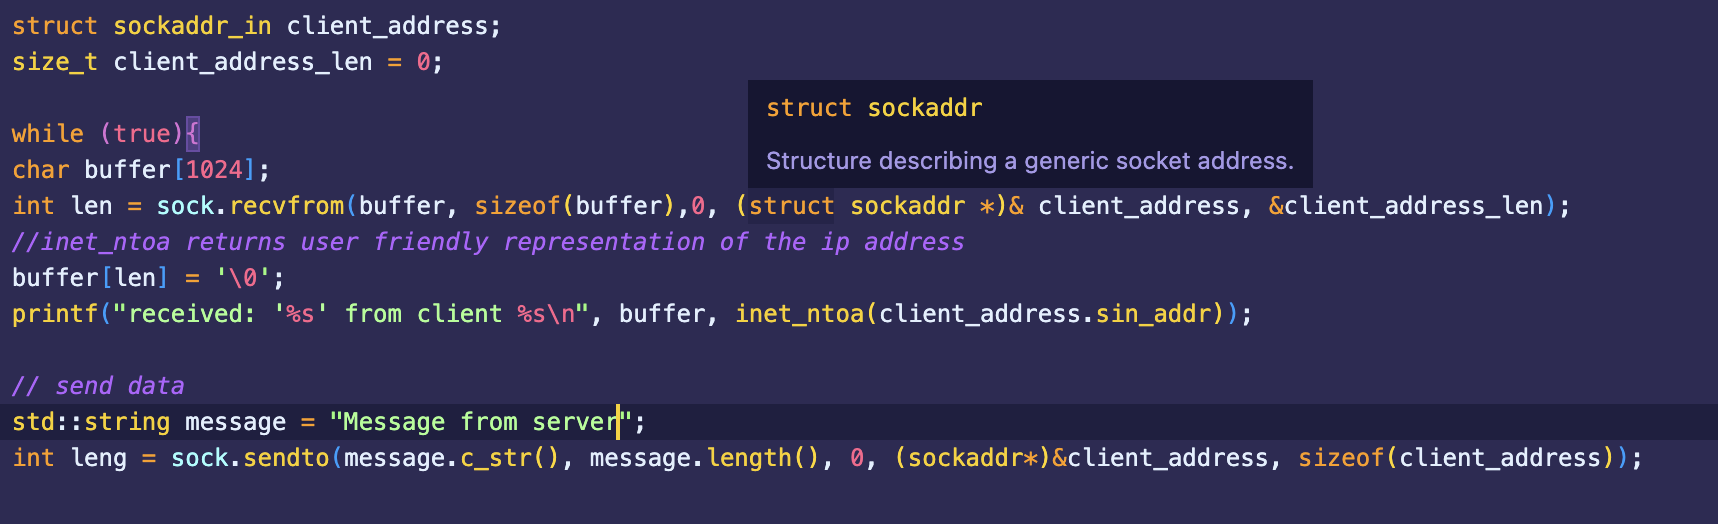 struct sockaddr_in client_address;
size_t client_address_len = 0;
struct sockaddr
Structure describing a generic socket address.
while (true){
char buffer[1024];
int len = sock.recvfrom(buffer, sizeof(buffer),0, (struct sockaddr *)& client_address, &client_address_len);
//inet_ntoa returns user friendly representation of the ip address
buffer[len] = '\0';
printf("received: '%s' from client %s\n", buffer, inet_ntoa(client_address.sin_addr));
// send data
std::string message = "Message from server";
int leng = sock.sendto(message.c_str(), message.length(), 0, (sockaddr*)&client_address, sizeof(client_address));